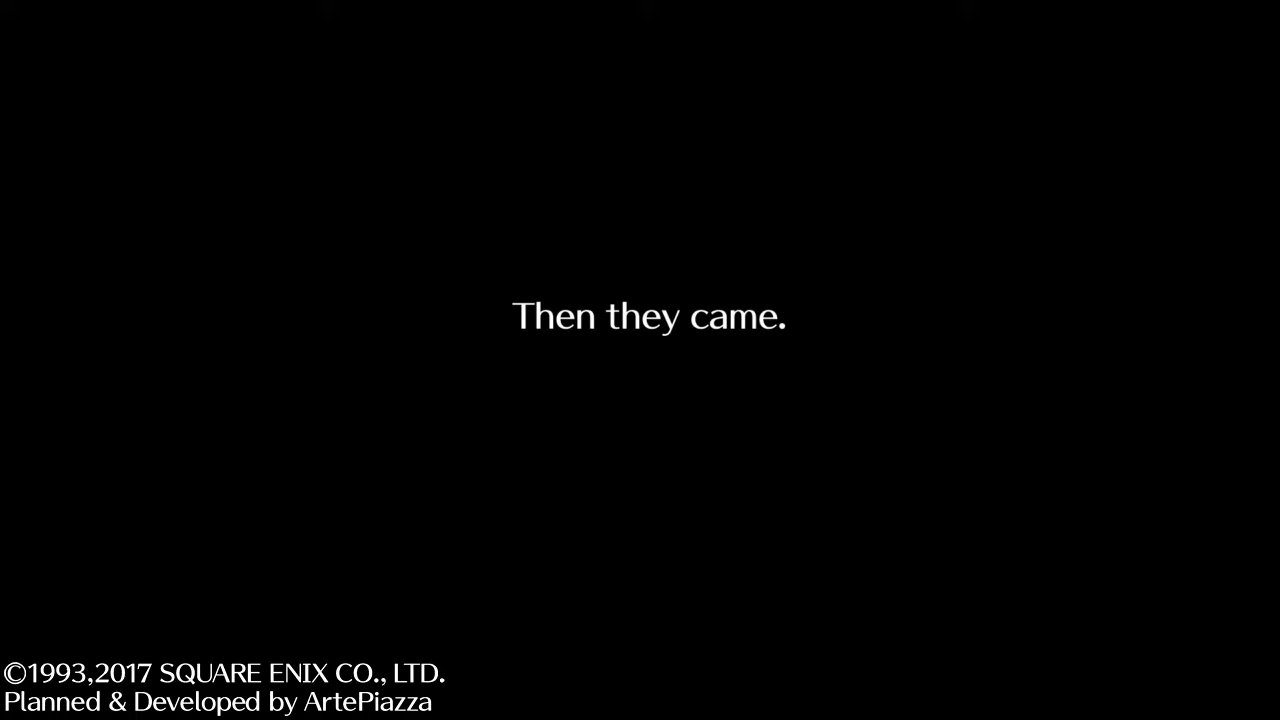 Then they came.
©1993,2017 SQUARE ENIX CO., LTD.
Planned & Developed by ArtePiazza